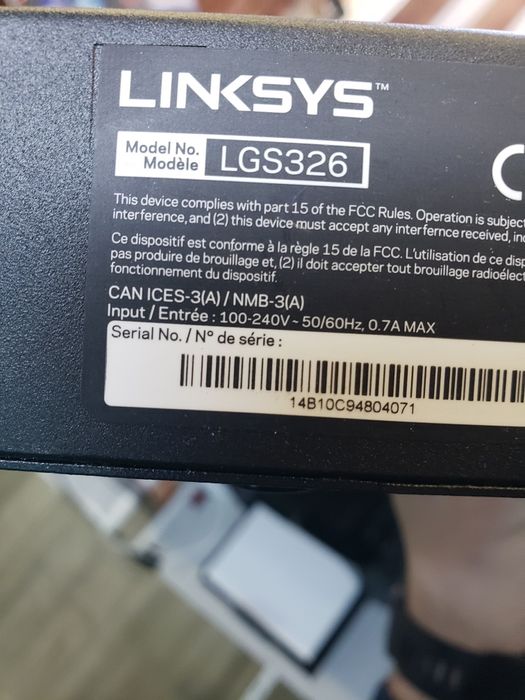 LINKSYS™
Model No. LGS326
Modèle
This device complies with part 15 of the FCC Rules. Operation is subject
interference, and (2) this device must accept any interfernce received,
Ce dispositif est conforme à la règle 15 de la FCC. L'utilisation de ce
pas produire de brouillage et, (2) il doit accepter tout brouillage
fonctionnement du dispositif.
CAN ICES-3(A) / NMB-3(A)
Input / Entrée : 100-240V ~ 50/60Hz, 0.7A MAX
Serial No. / N° de série :
14B10C94804071